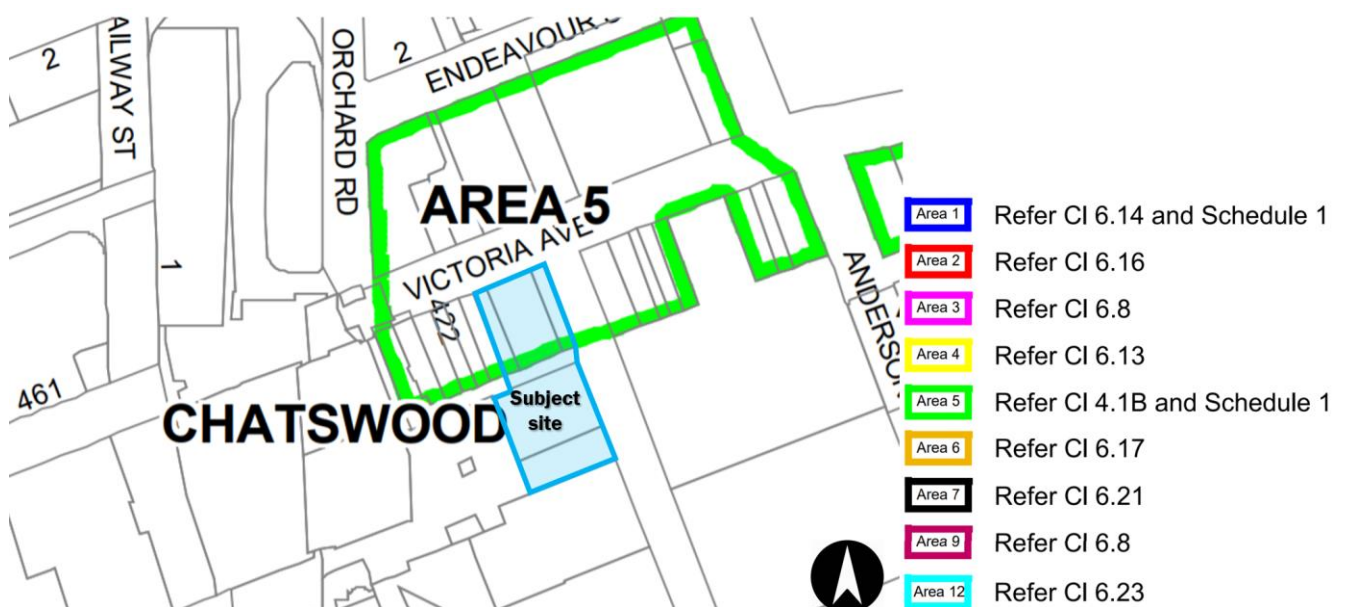 2
AILWAY ST
ORCHARD RD
2
ENDEAVOUR
AREA 5
VICTORIA AVE
422
1
461
CHATSWOOD
Subject
site
ANDERSO
Area 1 Refer Cl 6.14 and Schedule 1
Area 2 Refer Cl 6.16
Area 3 Refer Cl 6.8
Area 4 Refer Cl 6.13
Area 5 Refer Cl 4.1B and Schedule 1
Area 6 Refer Cl 6.17
Area 7 Refer Cl 6.21
Area 9 Refer Cl 6.8
Area 12 Refer Cl 6.23